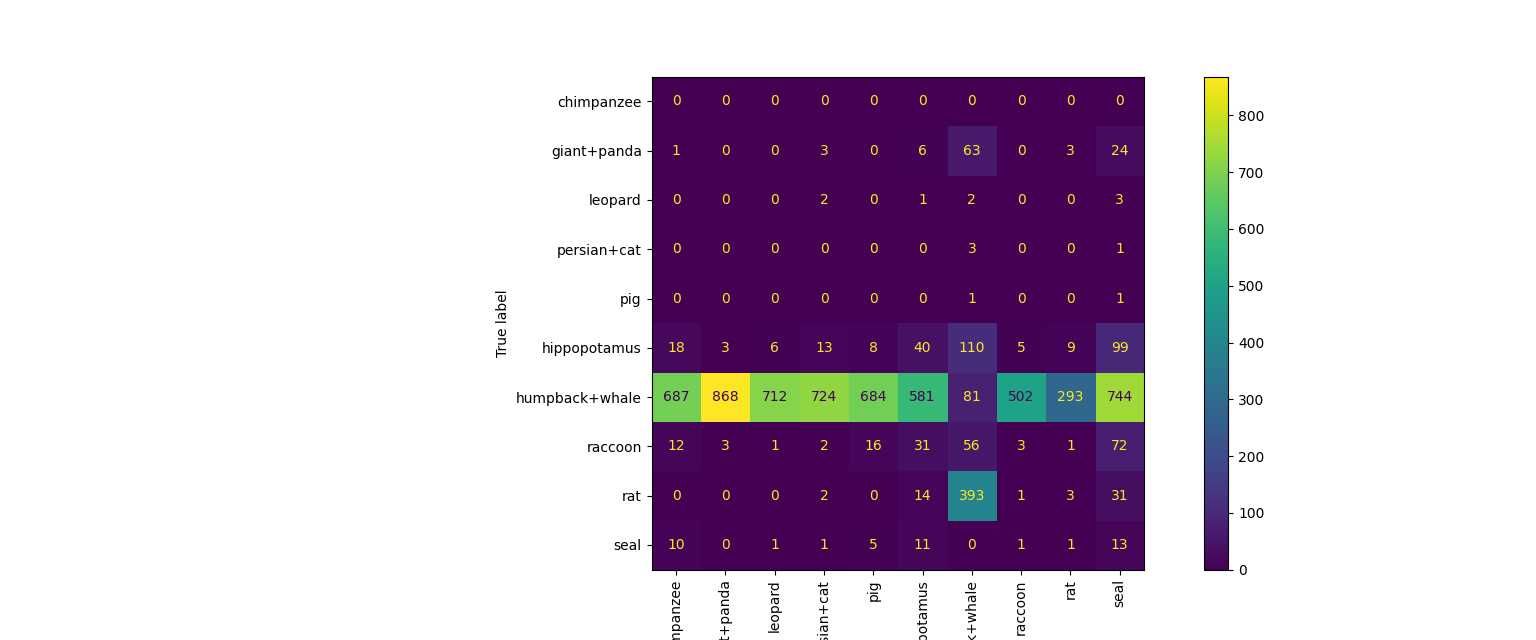 chimpanzee 0 0 0 0 0 0 0 0 0 0
giant+panda 1 0 0 3 0 6 63 0 3 24
leopard 0 0 0 2 0 1 2 0 0 3
persian+cat 0 0 0 0 0 0 3 0 0 1
pig 0 0 0 0 0 0 1 0 0 1
hippopotamus 18 3 6 13 8 40 110 5 9 99
humpback+whale 687 868 712 724 684 581 81 502 293 744
raccoon 12 3 1 2 16 31 56 3 1 72
rat 0 0 0 2 0 14 393 1 3 31
seal 10 0 1 1 5 11 0 1 1 13
True label
mpanzee
t+panda
leopard
sian+cat
pig
potamus
k+whale
raccoon
rat
seal
800
700
600
500
400
300
200
100
0